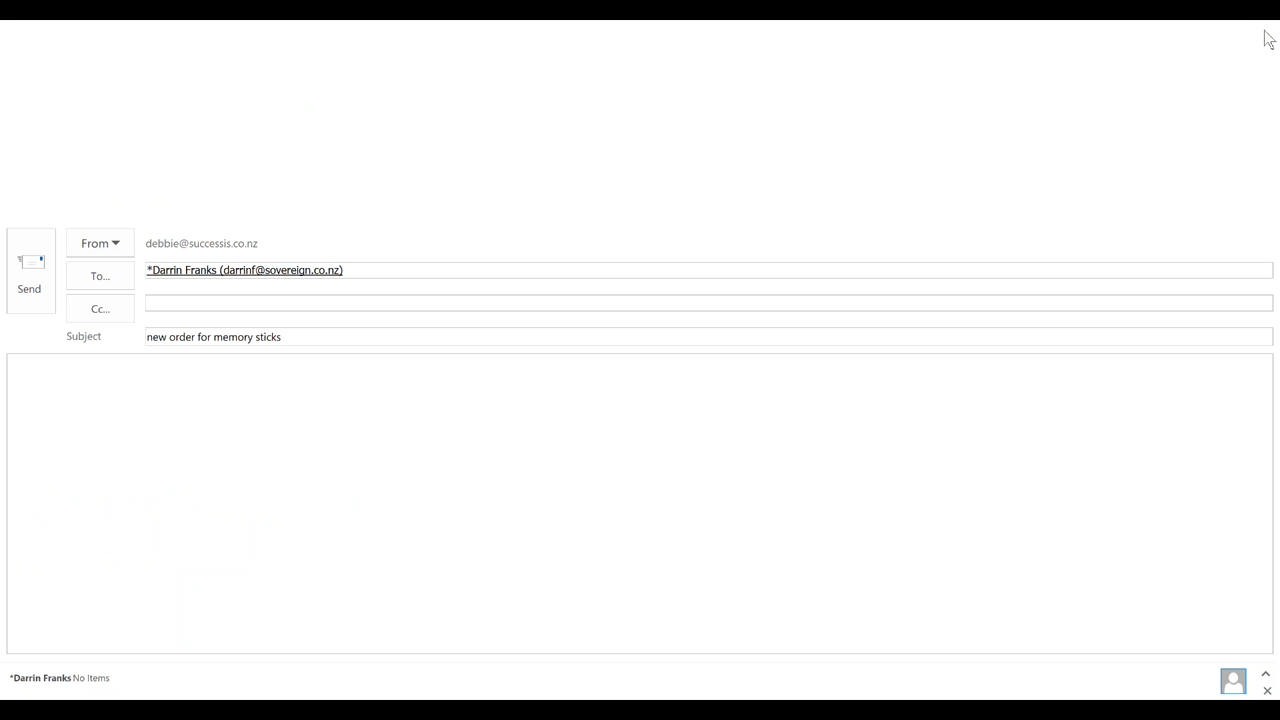 From
debbie@successis.co.nz
To...
*Darrin Franks (darrinf@sovereign.co.nz)
Send
Cc...
Subject
new order for memory sticks
*Darrin Franks No Items